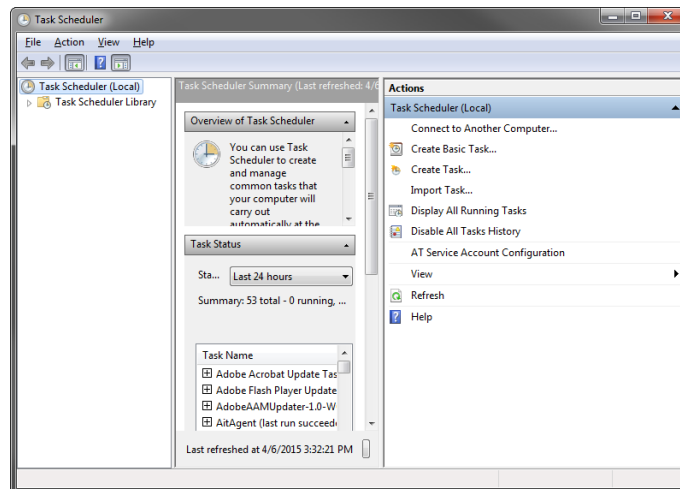 Task Scheduler
File Action View Help
Task Scheduler (Local)
Task Scheduler Library
Task Scheduler Summary (Last refreshed: 4/6
Overview of Task Scheduler
You can use Task
Scheduler to create
and manage
common tasks that
your computer will
carry out
automatically at the
Task Status
Sta... Last 24 hours
Summary: 53 total - 0 running, ...
Task Name
Adobe Acrobat Update Tas
Adobe Flash Player Update
AdobeAAMUpdater-1.0-W
AitAgent (last run succeed
Last refreshed at 4/6/2015 3:32:21 PM
Actions
Task Scheduler (Local)
Connect to Another Computer...
Create Basic Task...
Create Task...
Import Task...
Display All Running Tasks
Disable All Tasks History
AT Service Account Configuration
View
Refresh
Help